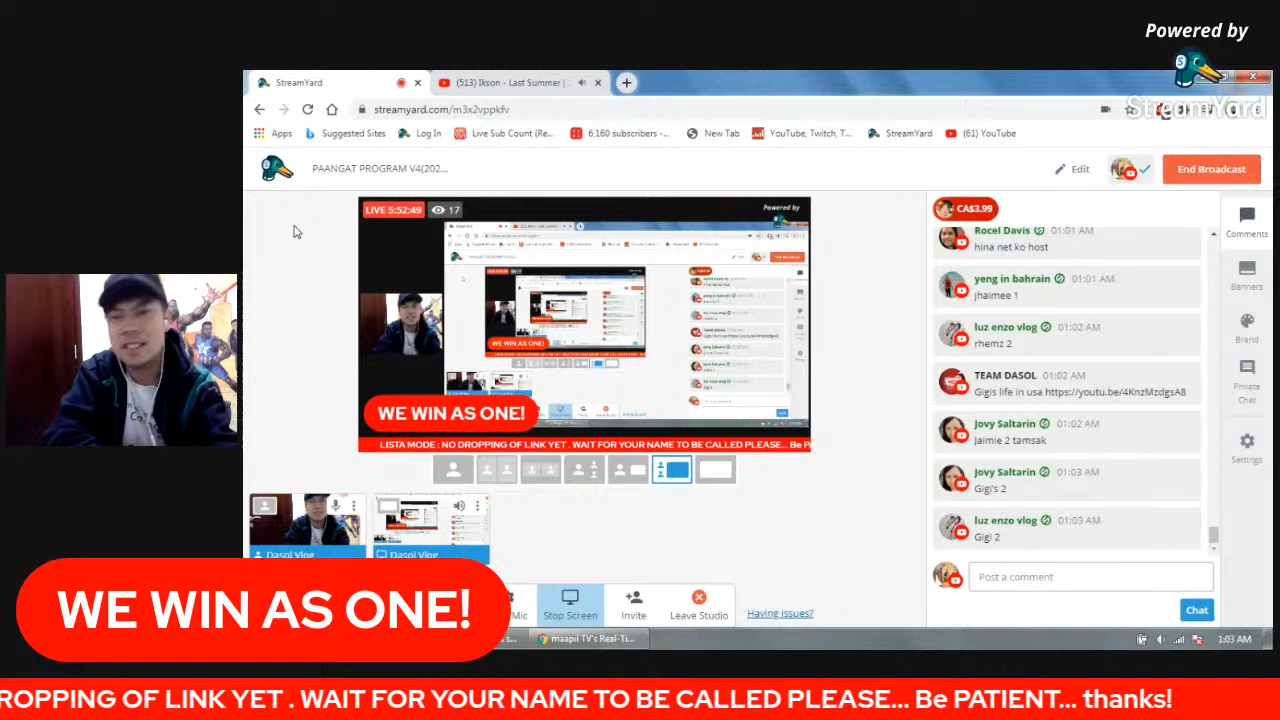 Powered by
StreamYard
StreamYard
(513) Ikson - Last Summer |
streamyard.com/m3x2vppkfv
Apps
Suggested Sites
Log In
Live Sub Count (Re...
6,160 subscribers -...
New Tab
YouTube, Twitch, T...
StreamYard
(61) YouTube
PAANGAT PROGRAM V4(202...
Edit
End Broadcast
LIVE 5:52:49
17
Powered by
WE WIN AS ONE!
WE WIN AS ONE!
LISTA MODE : NO DROPPING OF LINK YET . WAIT FOR YOUR NAME TO BE CALLED PLEASE... Be P
CA$3.99
Rocel Davis 01:01 AM
hina net ko host
yeng in bahrain 01:01 AM
jhaimee 1
luz enzo vlog 01:02 AM
rhemz 2
TEAM DASOL 01:02 AM
Gigis life in usa https://youtu.be/4KnzMzdgsA8
Jovy Saltarin 01:02 AM
Jaimie 2 tamsak
Jovy Saltarin 01:03 AM
Gigi's 2
luz enzo vlog 01:03 AM
Gigi 2
Post a comment
Chat
Comments
Banners
Brand
Private
Chat
Settings
Dasol Vlog
Dasol Vlog
Mic
Stop Screen
Invite
Leave Studio
Having issues?
maapil TV's Real-Ti...
1:03 AM
WE WIN AS ONE!
ROPPING OF LINK YET . WAIT FOR YOUR NAME TO BE CALLED PLEASE... Be PATIENT... thanks!